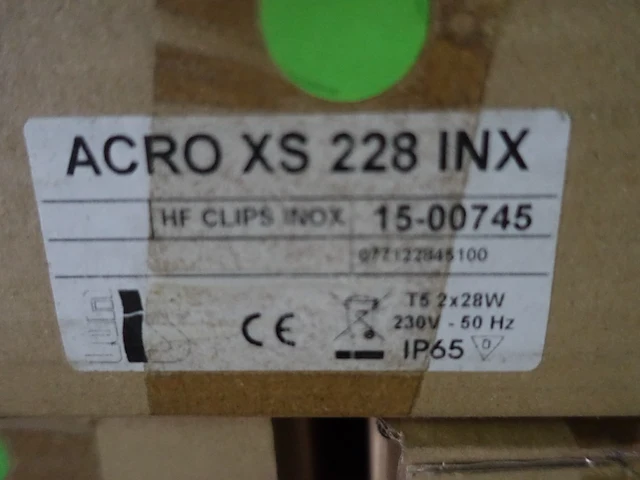 ACRO XS 228 INX
HF CLIPS INOX 15-00745
077122845100
T5 2x28W
CE
230V - 50 Hz
IP65 D